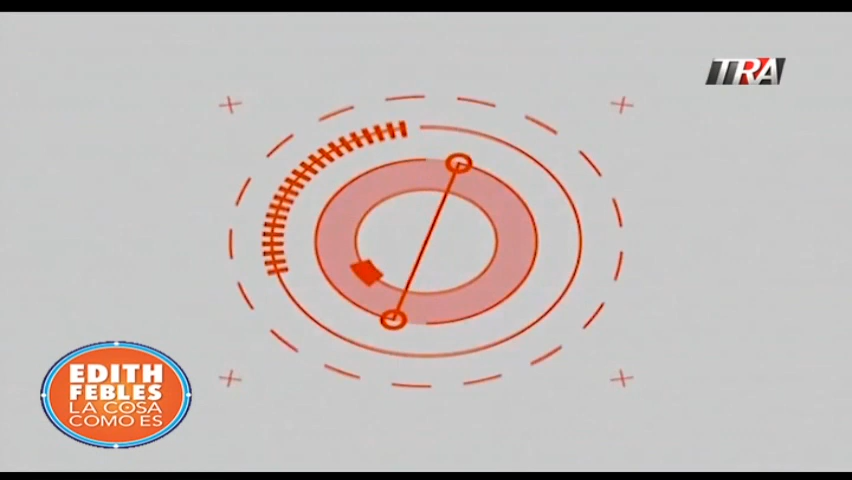 TRA
EDITH
FEBLES
LA COSA
COMO ES